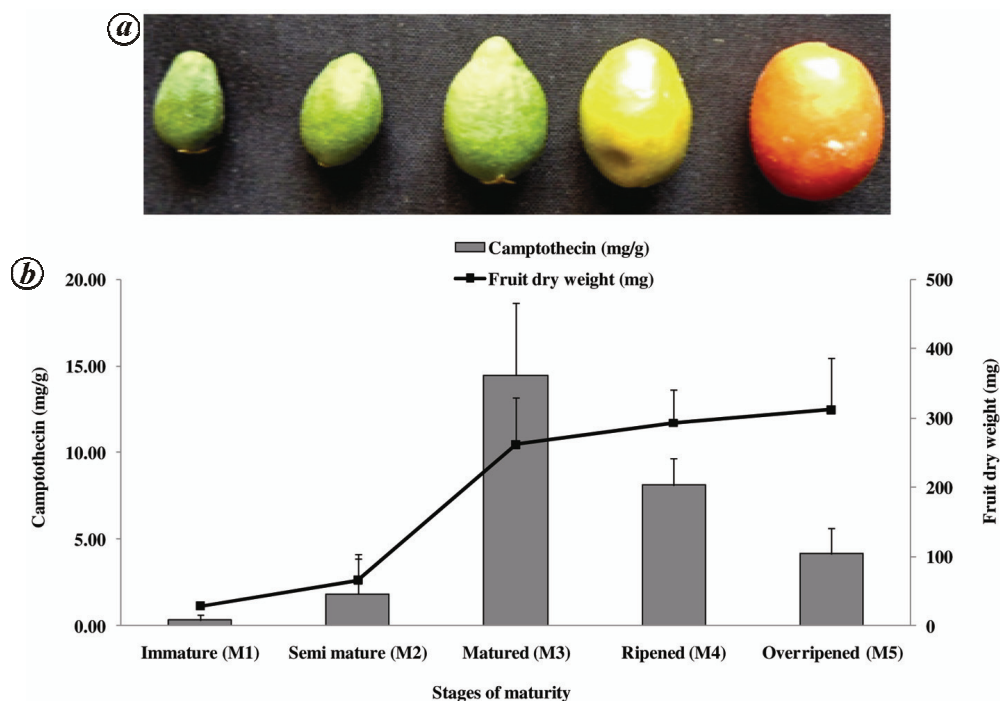 a
b
Camptothecin (mg/g)
Fruit dry weight (mg)
20.00
15.00
10.00
5.00
0.00
Camptothecin (mg/g)
500
400
300
200
100
0
Fruit dry weight (mg)
Immature (M1) Semi mature (M2) Matured (M3) Ripened (M4) Overripened (M5)
Stages of maturity